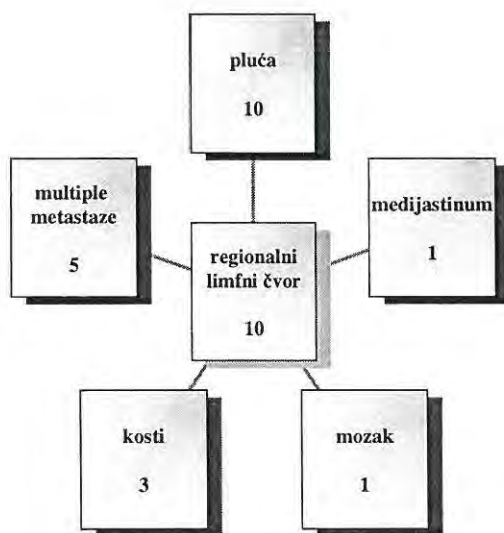 pluća
10
multiple
metastaze
5
medijastinum
1
regionalni
limfni čvor
10
kosti
3
mozak
1